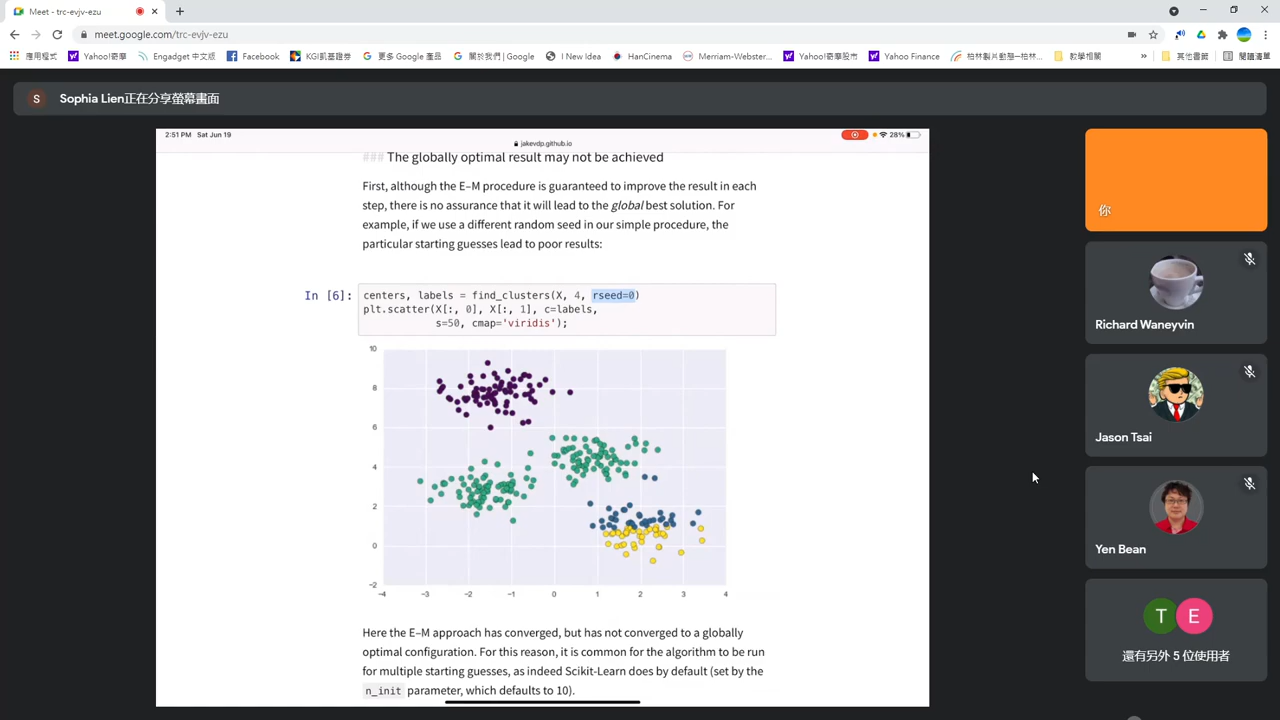 Meet - trc-evjv-ezu
meet.google.com/trc-evjv-ezu
應用程式 Yahoo!奇摩 Engadget 中文版 Facebook KGI凱基證券 更多 Google 產品 關於我們 | Google I New Idea HanCinema Merriam-Webster... Yahoo!奇摩股市 Yahoo Finance 柏林製片動態─柏林... 教學相關 » 其他書籤 閱讀清單
S Sophia Lien正在分享螢幕畫面
2:51 PM Sat Jun 19 28%
jakevdp.github.io
### The globally optimal result may not be achieved
First, although the E–M procedure is guaranteed to improve the result in each
step, there is no assurance that it will lead to the global best solution. For
example, if we use a different random seed in our simple procedure, the
particular starting guesses lead to poor results:
In [6]: centers, labels = find_clusters(X, 4, rseed=0)
plt.scatter(X[:, 0], X[:, 1], c=labels,
s=50, cmap='viridis');
10
8
6
4
2
0
−2
−4 −3 −2 −1 0 1 2 3 4
Here the E–M approach has converged, but has not converged to a globally
optimal configuration. For this reason, it is common for the algorithm to be run
for multiple starting guesses, as indeed Scikit-Learn does by default (set by the
n_init parameter, which defaults to 10).
你
Richard Waneyvin
Jason Tsai
Yen Bean
T E
還有另外 5 位使用者